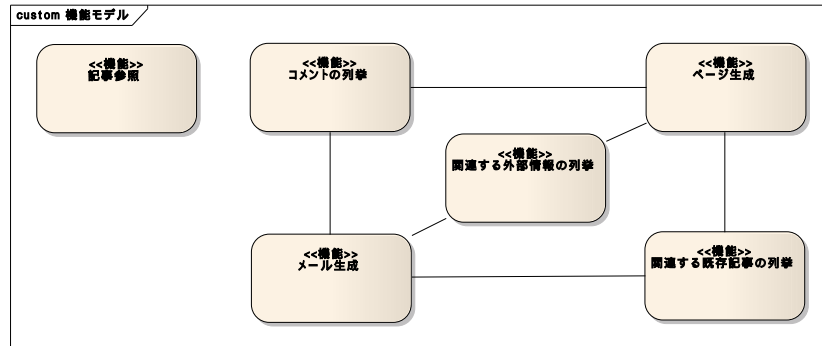 custom 機能モデル
<<機能>>
記事参照
<<機能>>
コメントの列挙
<<機能>>
ページ生成
<<機能>>
関連する外部情報の列挙
<<機能>>
メール生成
<<機能>>
関連する既存記事の列挙